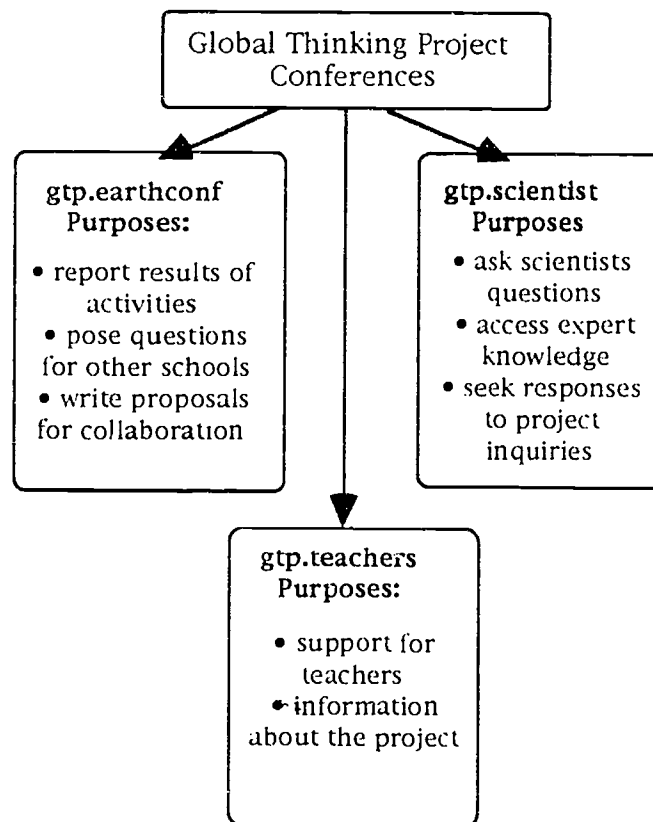 Global Thinking Project
Conferences
gtp.earthconf
Purposes:
• report results of
activities
• pose questions
for other schools
• write proposals
for collaboration
gtp.scientist
Purposes
• ask scientists
questions
• access expert
knowledge
• seek responses
to project
inquiries
gtp.teachers
Purposes:
• support for
teachers
• information
about the project